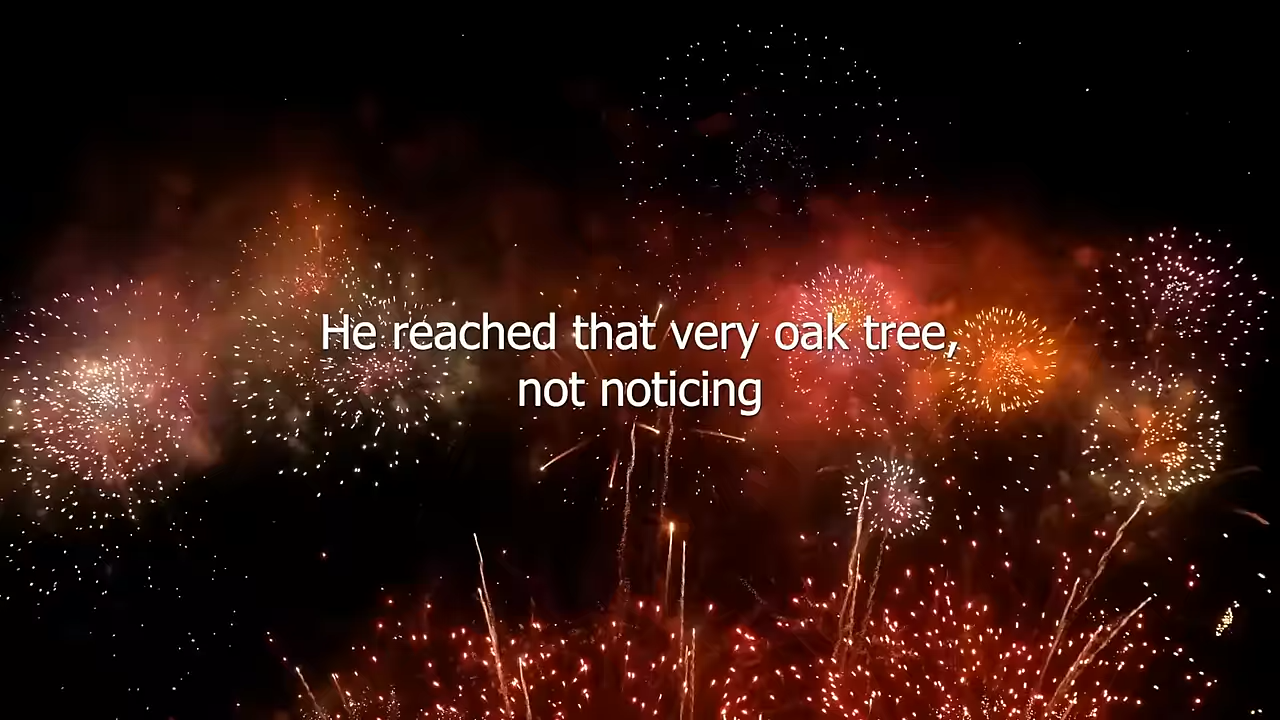 He reached that very oak tree,
not noticing